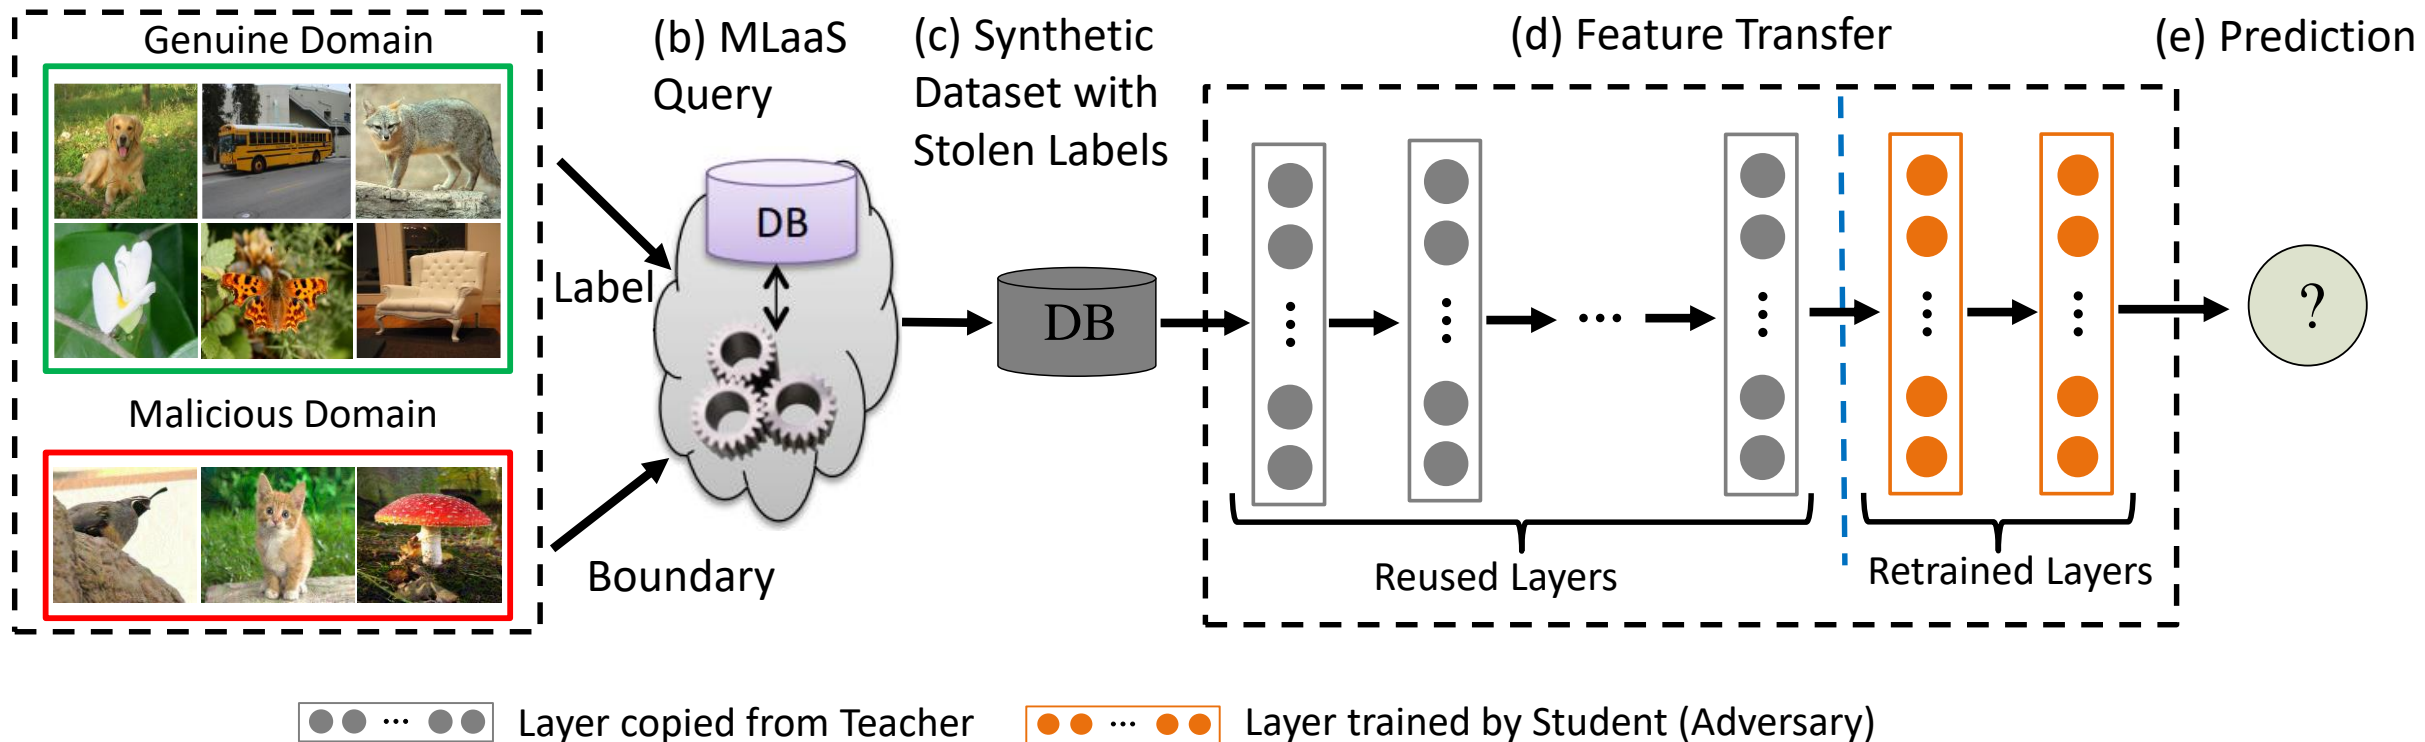 Genuine Domain
Malicious Domain
(b) MLaaS
Query
Label
Boundary
DB
(c) Synthetic
Dataset with
Stolen Labels
DB
(d) Feature Transfer
...
Reused Layers
Retrained Layers
(e) Prediction
?
... Layer copied from Teacher
... Layer trained by Student (Adversary)